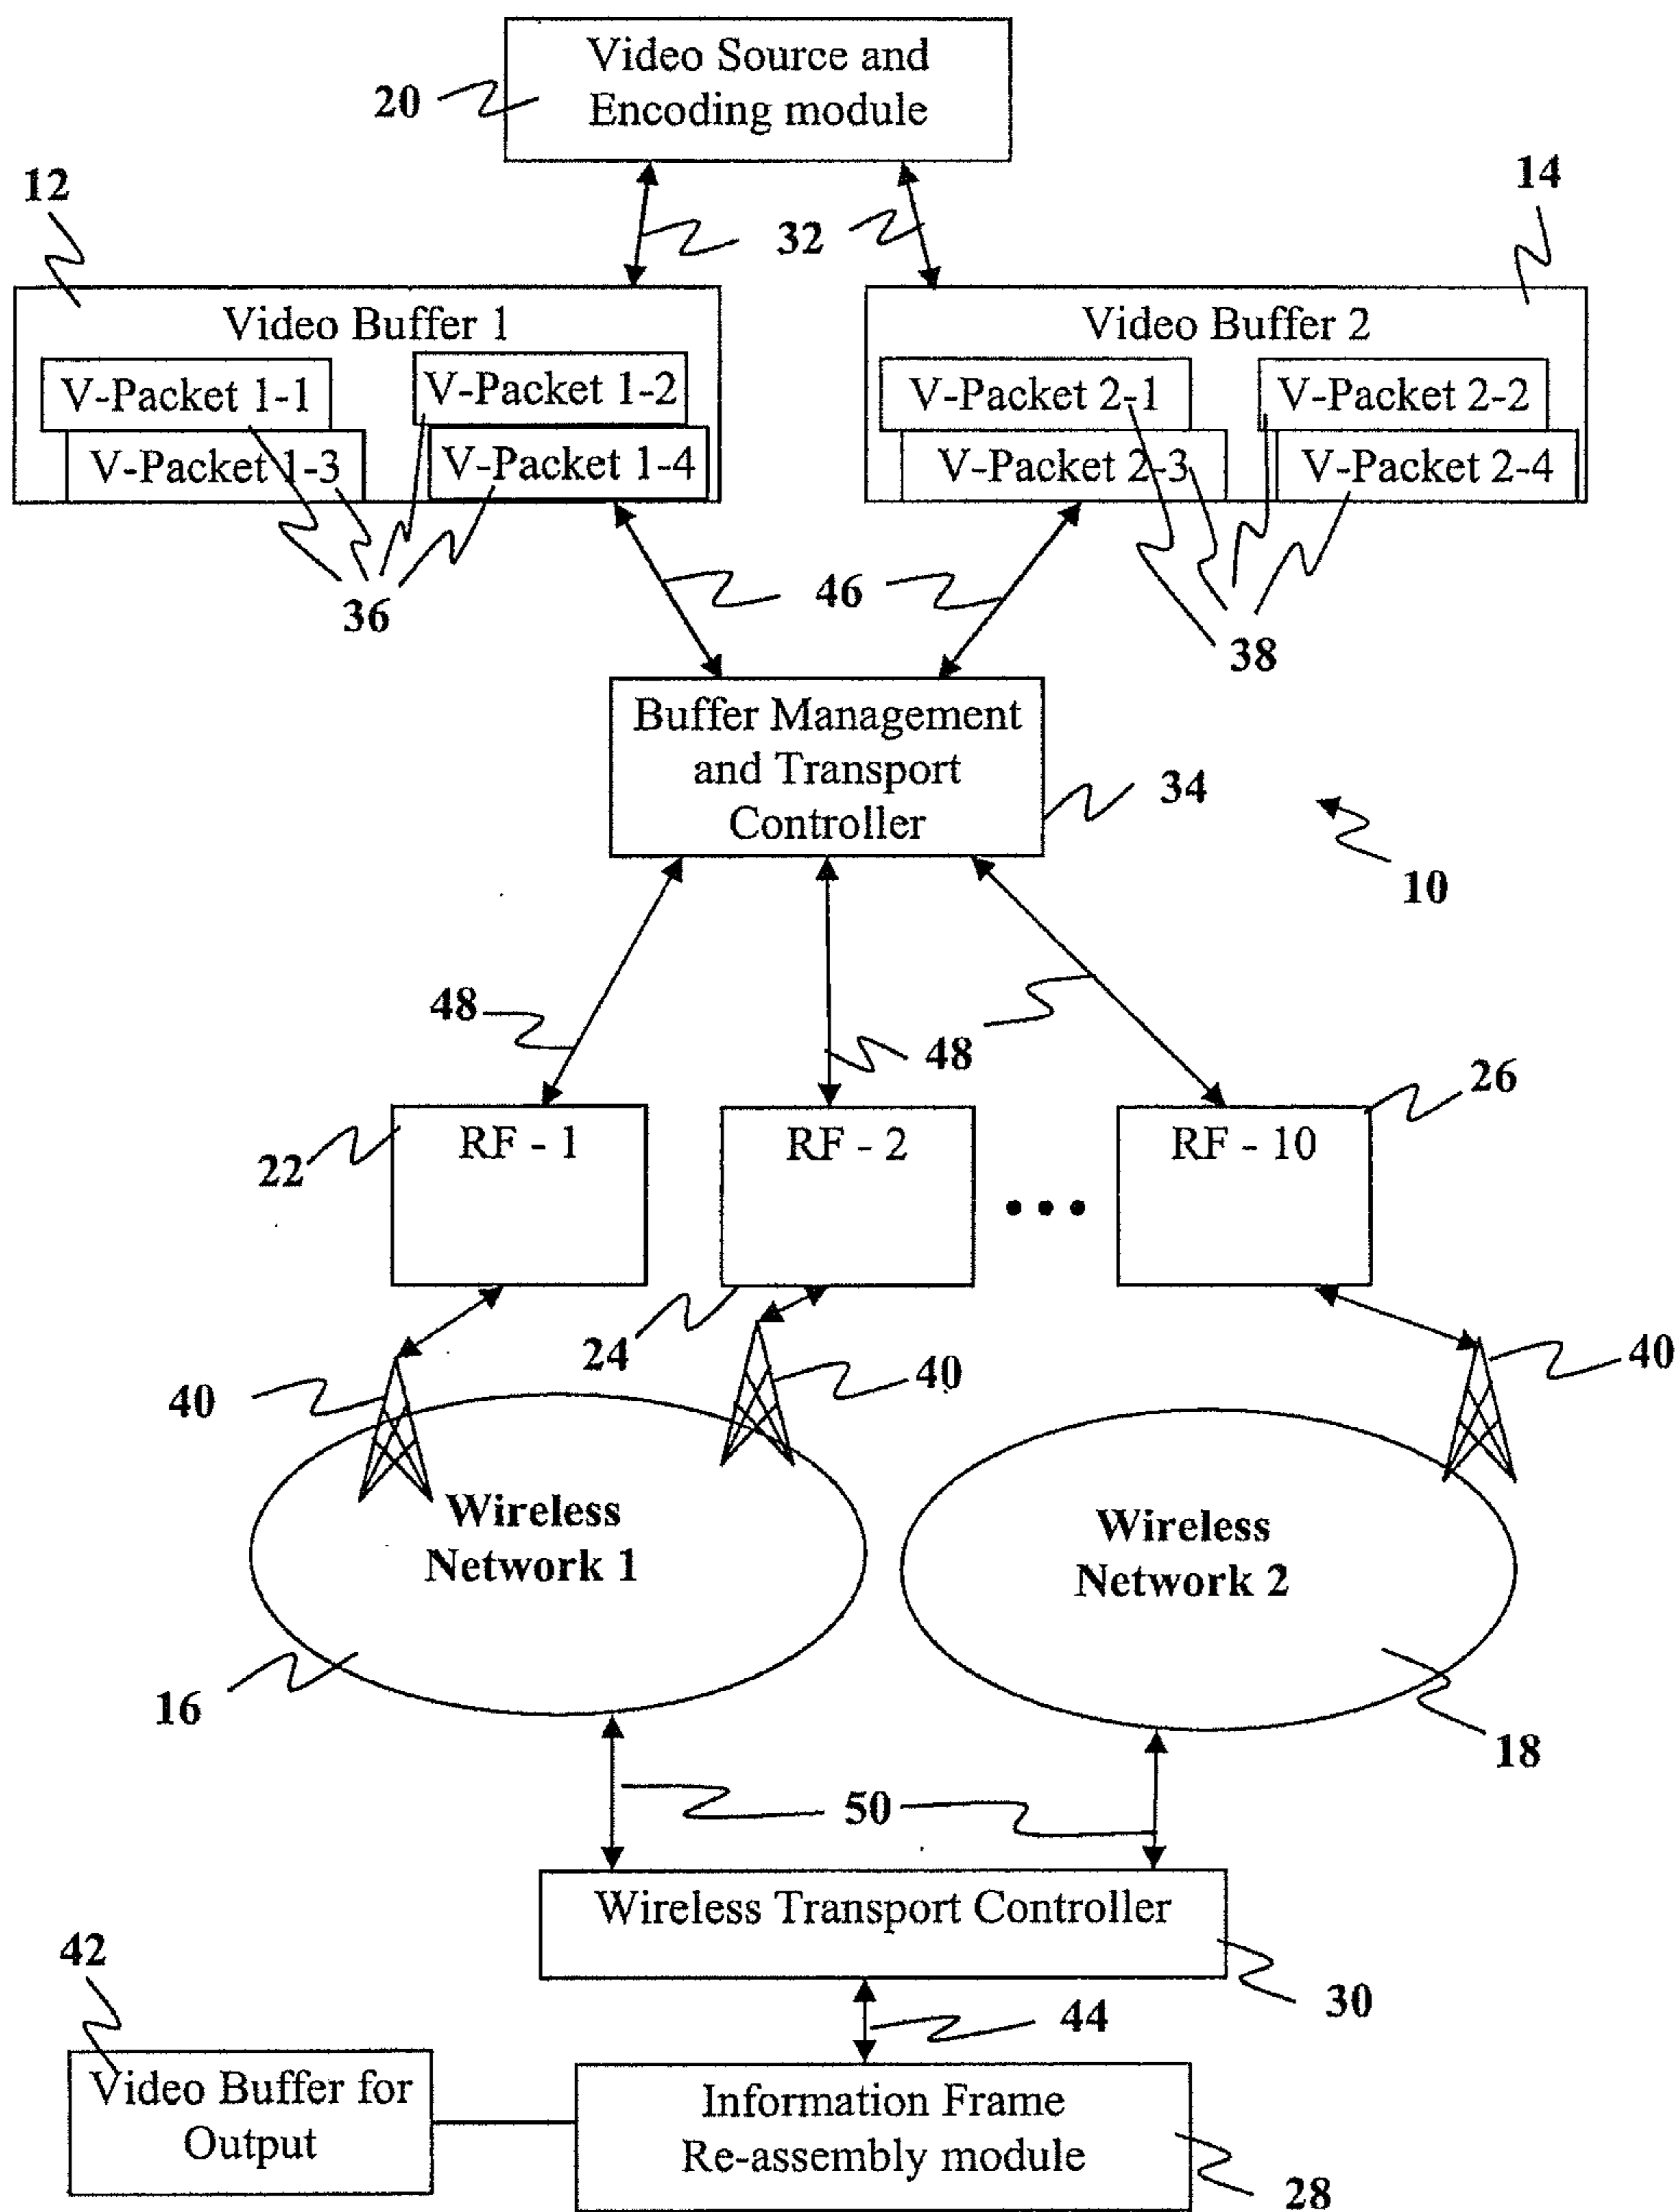 Video Source and
Encoding module
20
12
14
32
Video Buffer 1
V-Packet 1-1
V-Packet 1-2
V-Packet 1-3
V-Packet 1-4
Video Buffer 2
V-Packet 2-1
V-Packet 2-2
V-Packet 2-3
V-Packet 2-4
36
46
38
Buffer Management
and Transport
Controller
34
10
48
48
26
RF - 1
RF - 2
RF - 10
22
24
40
40
40
Wireless
Network 1
Wireless
Network 2
16
18
50
Wireless Transport Controller
42
30
44
Video Buffer for
Output
Information Frame
Re-assembly module
28